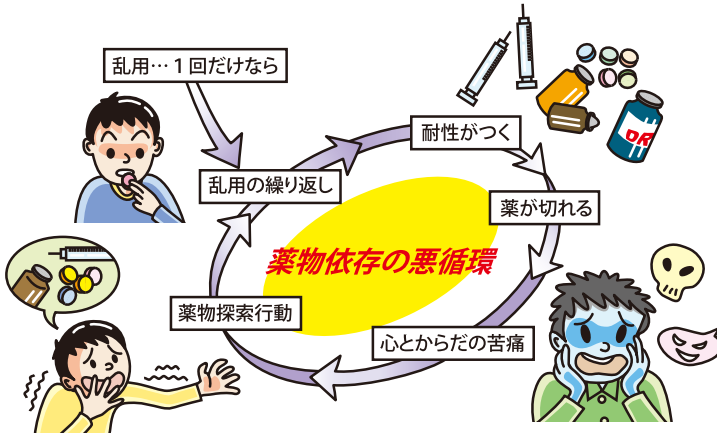 乱用…1回だけなら
耐性がつく
乱用の繰り返し
薬が切れる
薬物依存の悪循環
薬物探索行動
心とからだの苦痛
DR